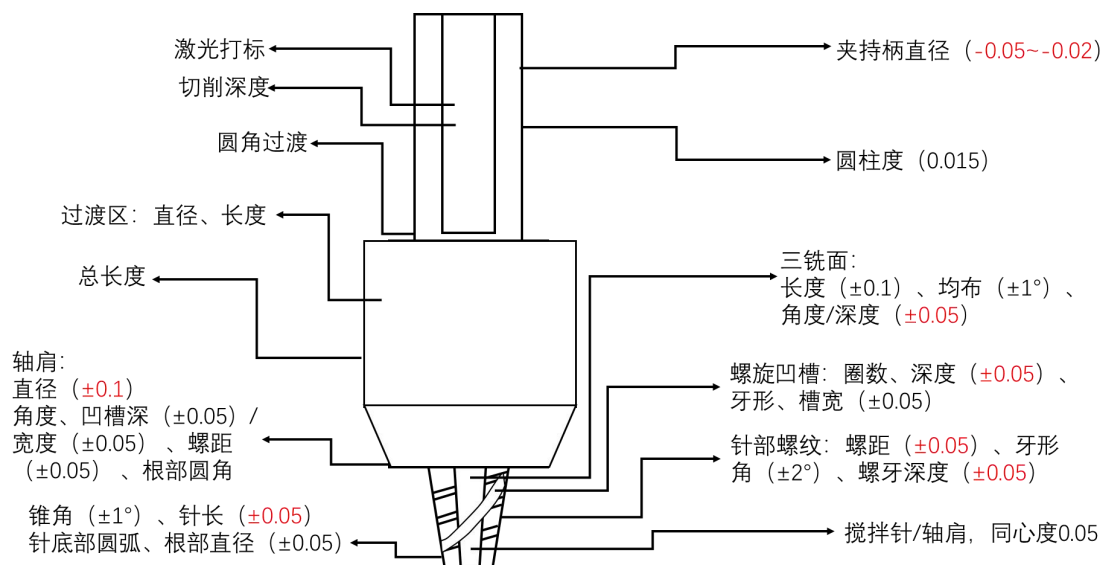 激光打标
切削深度
圆角过渡
过渡区：直径、长度
总长度
轴肩：
直径（±0.1）
角度、凹槽深（±0.05）/
宽度（±0.05）、螺距
（±0.05）、根部圆角
锥角（±1°）、针长（±0.05）
针底部圆弧、根部直径（±0.05）
夹持柄直径（-0.05~-0.02）
圆柱度（0.015）
三铣面：
长度（±0.1）、均布（±1°）、
角度/深度（±0.05）
螺旋凹槽：圈数、深度（±0.05）、
牙形、槽宽（±0.05）
针部螺纹：螺距（±0.05）、牙形
角（±2°）、螺牙深度（±0.05）
搅拌针/轴肩，同心度0.05